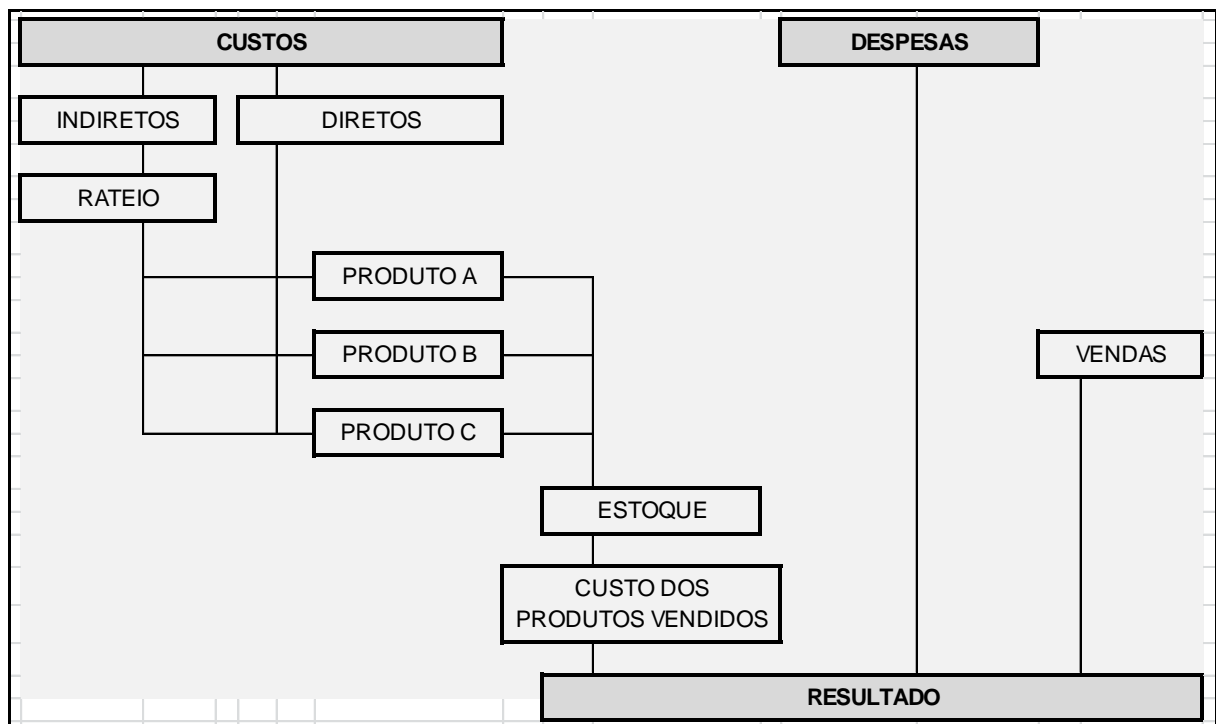 CUSTOS
DESPESAS
INDIRETOS
DIRETOS
RATEIO
PRODUTO A
PRODUTO B
VENDAS
PRODUTO C
ESTOQUE
CUSTO DOS
PRODUTOS VENDIDOS
RESULTADO